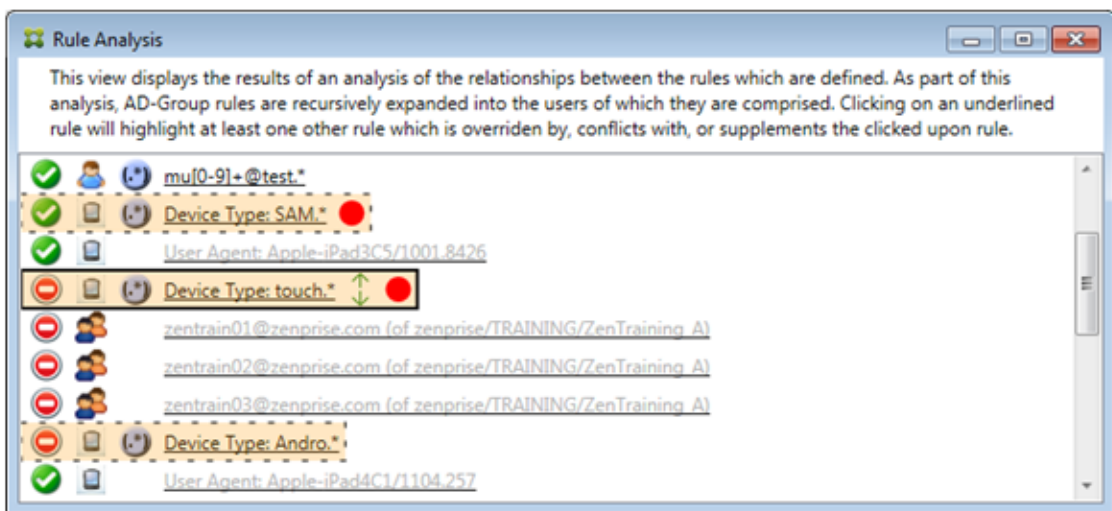 Rule Analysis
This view displays the results of an analysis of the relationships between the rules which are defined. As part of this
analysis, AD-Group rules are recursively expanded into the users of which they are comprised. Clicking on an underlined
rule will highlight at least one other rule which is overriden by, conflicts with, or supplements the clicked upon rule.
(.*) mu[0-9]+@test.*
(.*) Device Type: SAM.*
User Agent: Apple-iPad3C5/1001.8426
(.*) Device Type: touch.*
zentrain01@zenprise.com (of zenprise/TRAINING/ZenTraining_A)
zentrain02@zenprise.com (of zenprise/TRAINING/ZenTraining_A)
zentrain03@zenprise.com (of zenprise/TRAINING/ZenTraining_A)
(.*) Device Type: Andro.*
User Agent: Apple-iPad4C1/1104.257